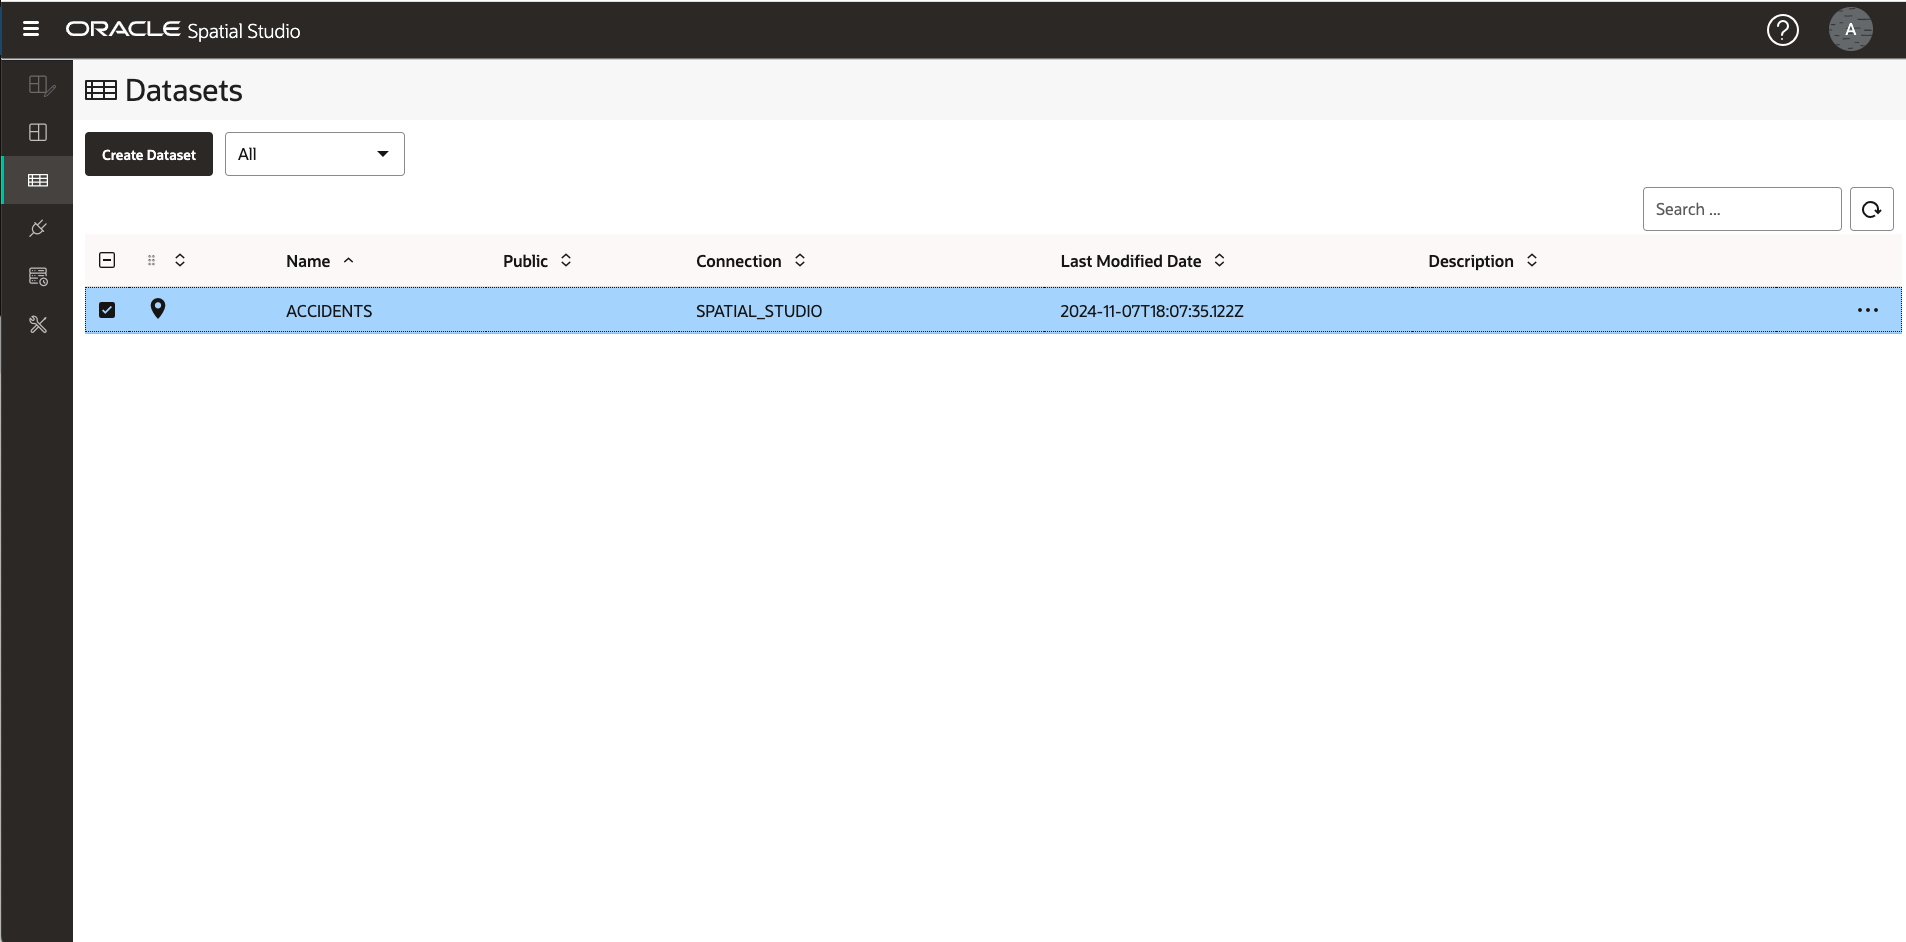 ORACLE Spatial Studio
A
Datasets
Create Dataset
All
Search ...
Name Public Connection Last Modified Date Description
ACCIDENTS SPATIAL_STUDIO 2024-11-07T18:07:35.122Z